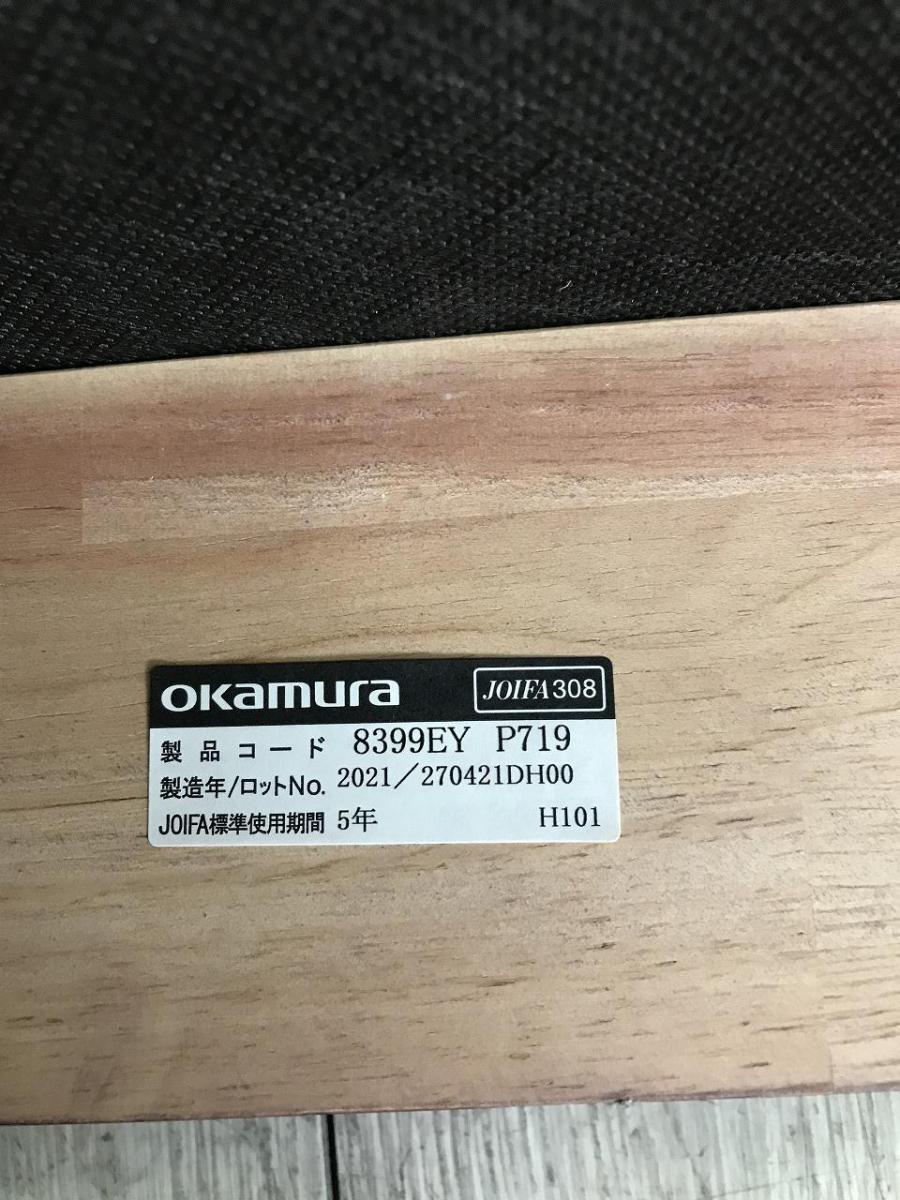 okamura JOIFA308
製品コード 8399EY P719
製造年/ロットNo. 2021/270421DH00
JOIFA標準使用期間 5年 H101